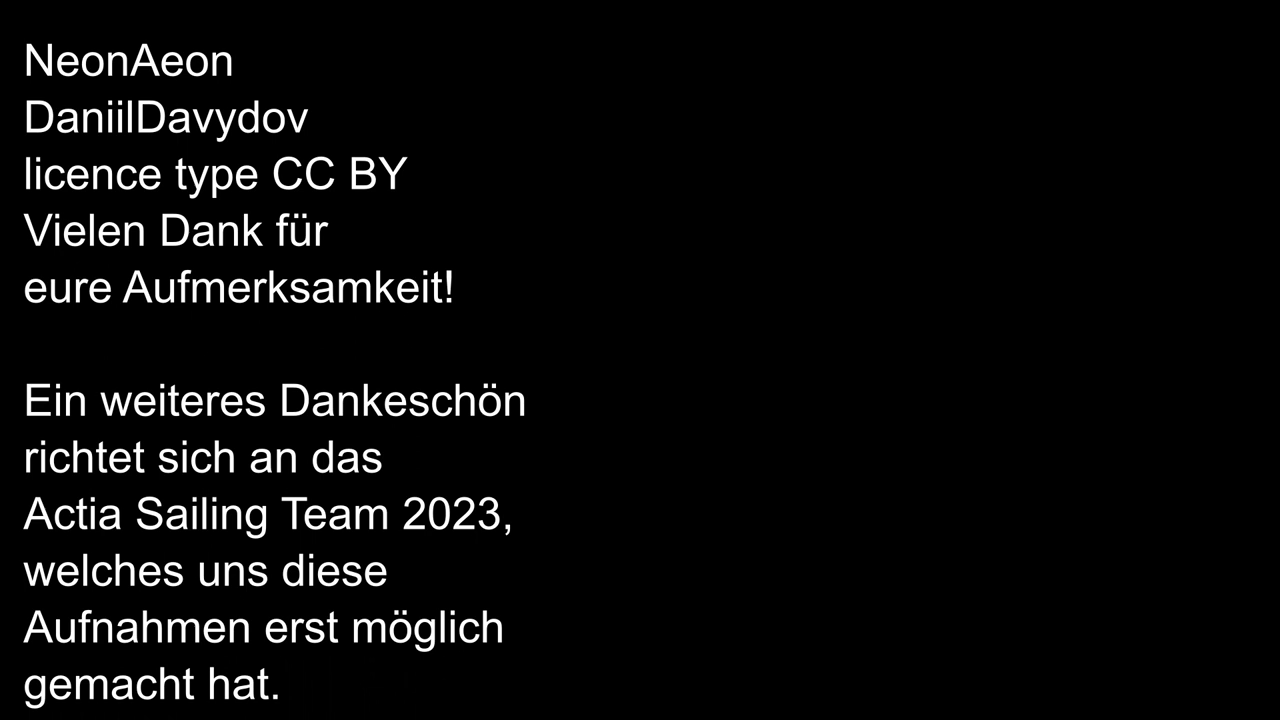 NeonAeon
DaniilDavydov
licence type CC BY
Vielen Dank für
eure Aufmerksamkeit!
Ein weiteres Dankeschön
richtet sich an das
Actia Sailing Team 2023,
welches uns diese
Aufnahmen erst möglich
gemacht hat.